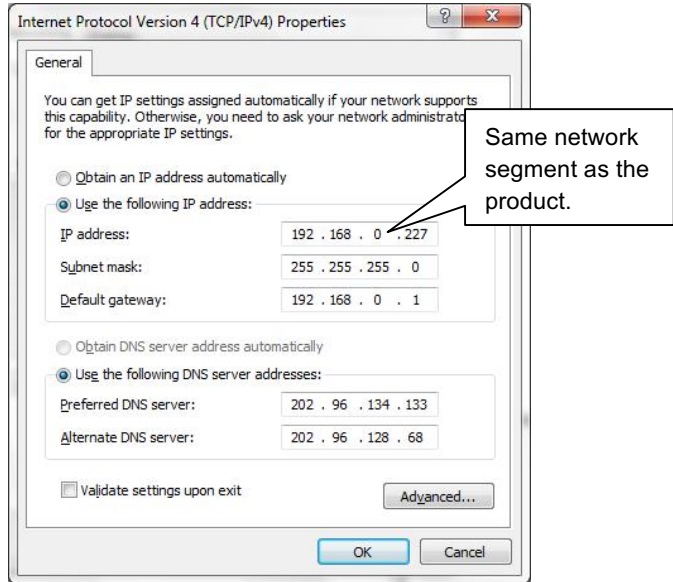 Internet Protocol Version 4 (TCP/IPv4) Properties
General
You can get IP settings assigned automatically if your network supports
this capability. Otherwise, you need to ask your network administrato
for the appropriate IP settings.
Same network
segment as the
product.
Obtain an IP address automatically
Use the following IP address:
IP address: 192 . 168 . 0 . 227
Subnet mask: 255 . 255 . 255 . 0
Default gateway: 192 . 168 . 0 . 1
Obtain DNS server address automatically
Use the following DNS server addresses:
Preferred DNS server: 202 . 96 . 134 . 133
Alternate DNS server: 202 . 96 . 128 . 68
Validate settings upon exit
Advanced...
OK Cancel